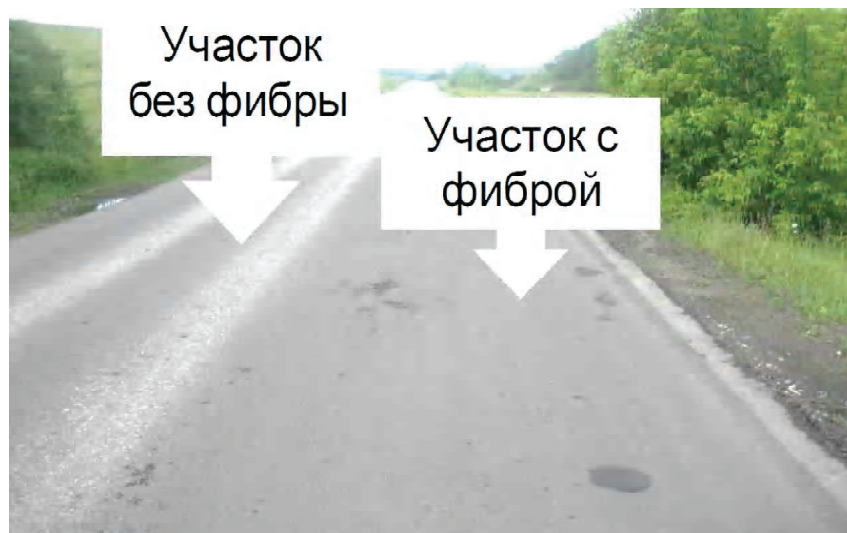 Участок
без фибры
Участок с
фиброй